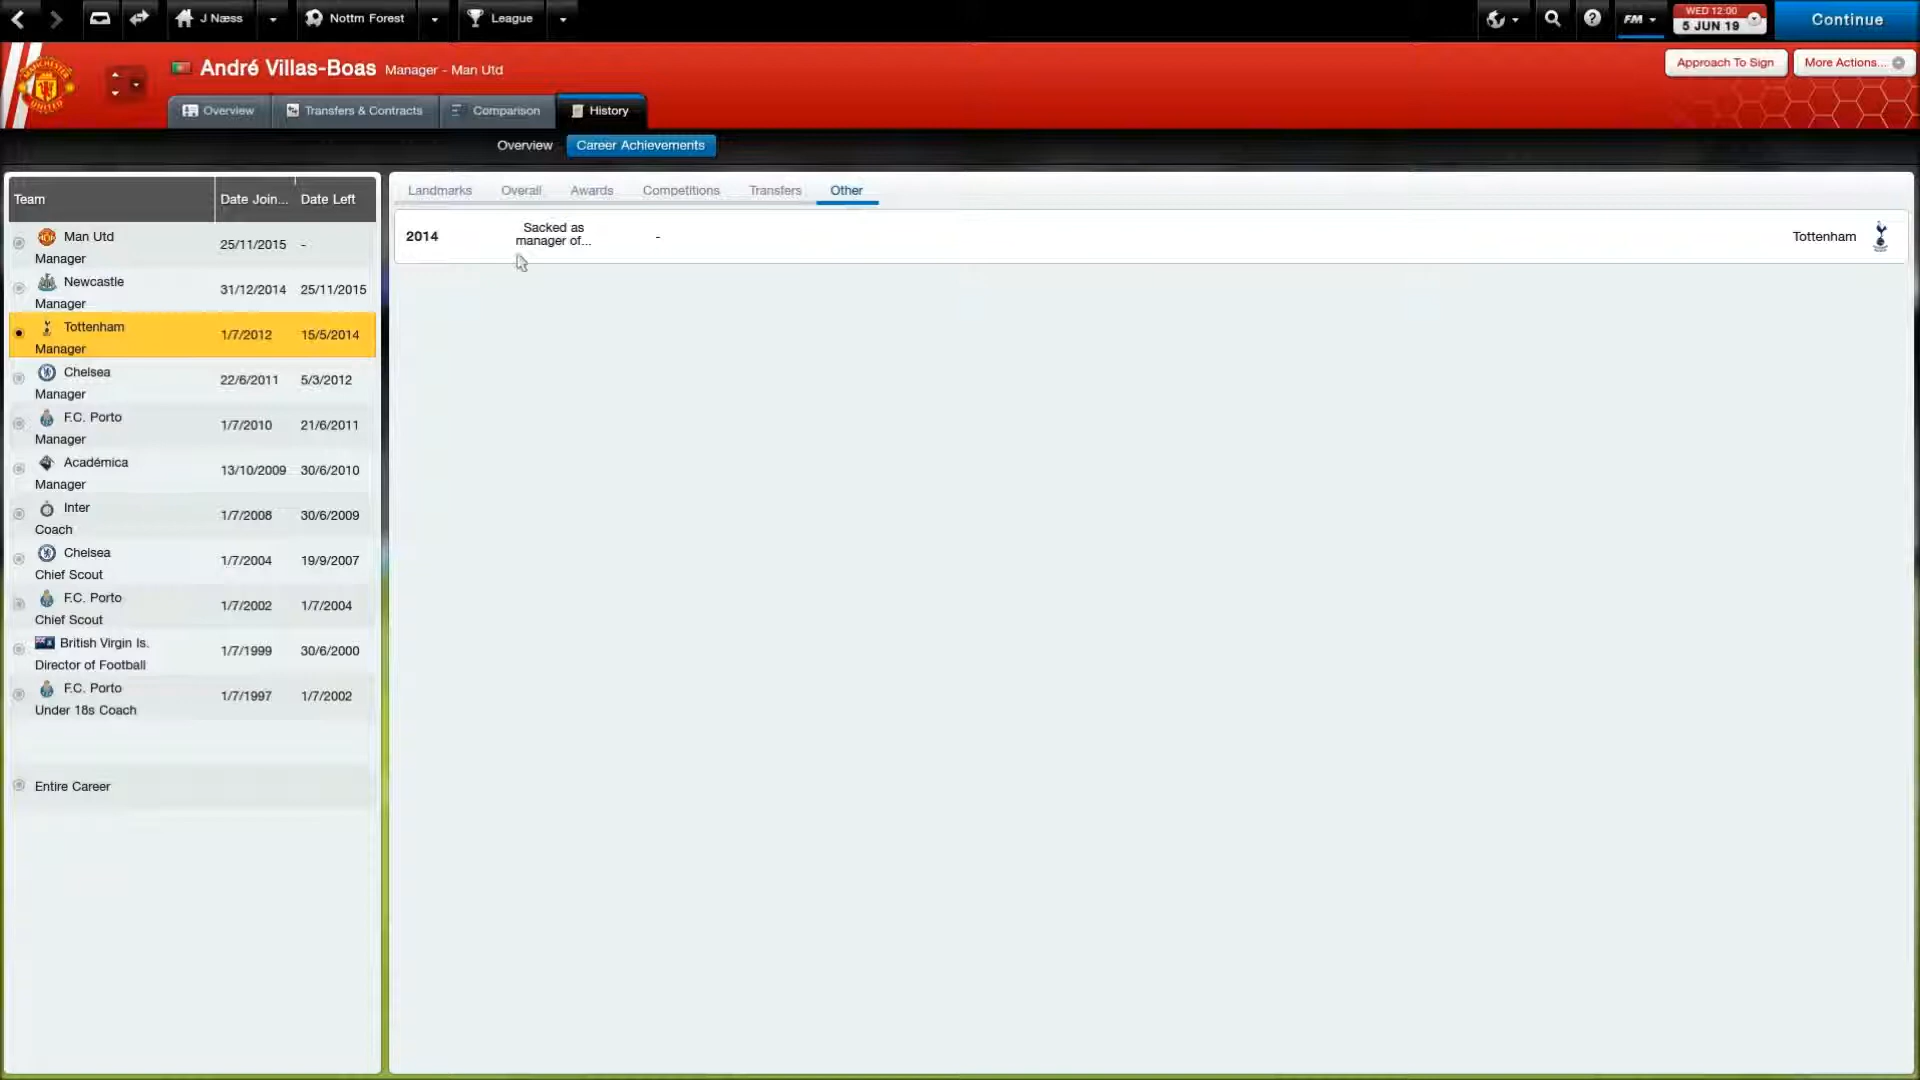 J Næss
Nottm Forest
League
FM
WED 12:00
5 JUN 19
Continue
André Villas-Boas Manager - Man Utd
Approach To Sign
More Actions...
Overview
Transfers & Contracts
Comparison
History
Overview
Career Achievements
Team
Date Join...
Date Left
Man Utd
Manager
25/11/2015
-
Newcastle
Manager
31/12/2014
25/11/2015
Tottenham
Manager
1/7/2012
15/5/2014
Chelsea
Manager
22/6/2011
5/3/2012
F.C. Porto
Manager
1/7/2010
21/6/2011
Académica
Manager
13/10/2009
30/6/2010
Inter
Coach
1/7/2008
30/6/2009
Chelsea
Chief Scout
1/7/2004
19/9/2007
F.C. Porto
Chief Scout
1/7/2002
1/7/2004
British Virgin Is.
Director of Football
1/7/1999
30/6/2000
F.C. Porto
Under 18s Coach
1/7/1997
1/7/2002
Entire Career
Landmarks
Overall
Awards
Competitions
Transfers
Other
2014
Sacked as
manager of...
-
Tottenham